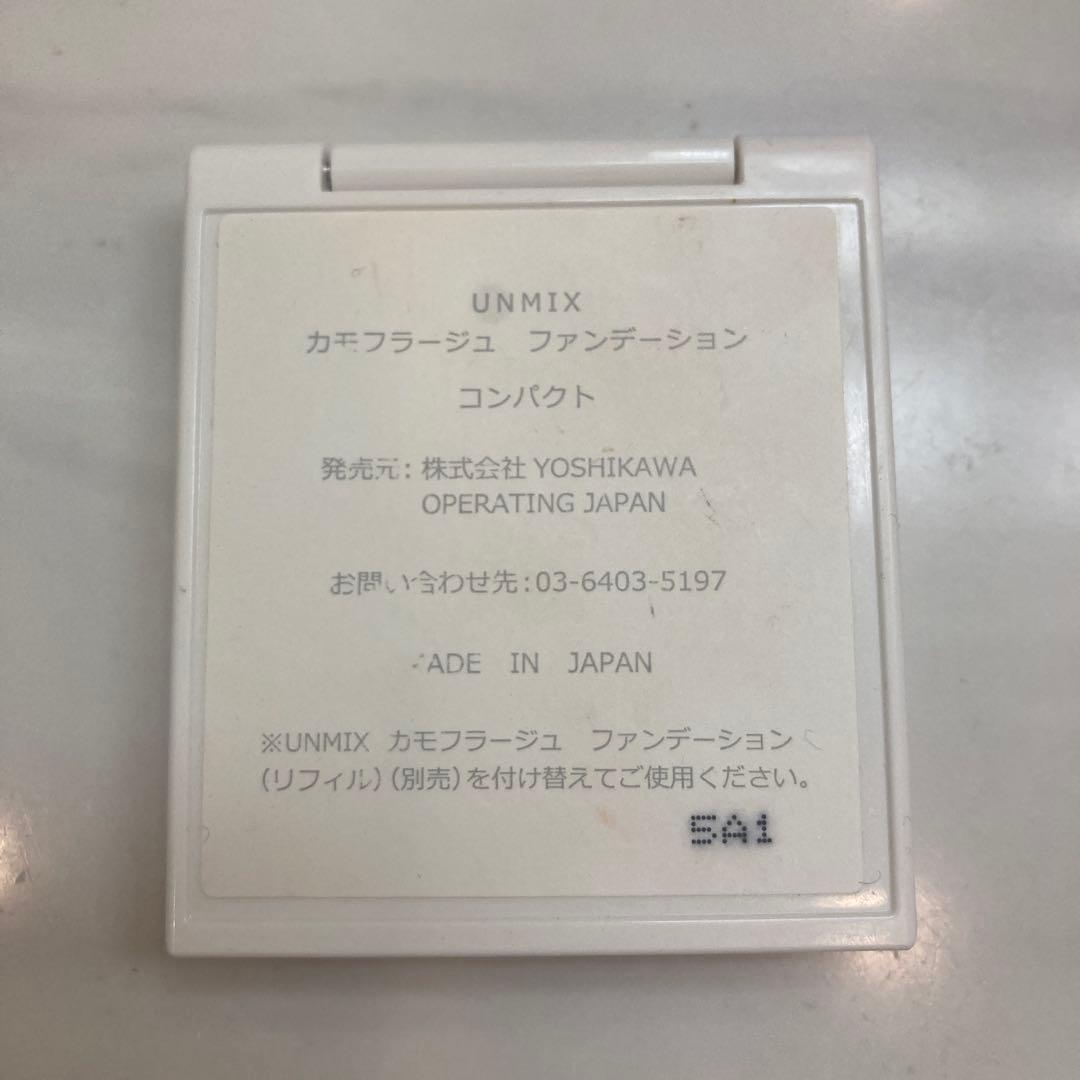 UNMIX
カモフラージュ　ファンデーション
コンパクト
発売元：株式会社 YOSHIKAWA
OPERATING JAPAN
お問い合わせ先：03-6403-5197
ADE IN JAPAN
※UNMIX カモフラージュ　ファンデーション
（リフィル）（別売）を付け替えてご使用ください。
5A1